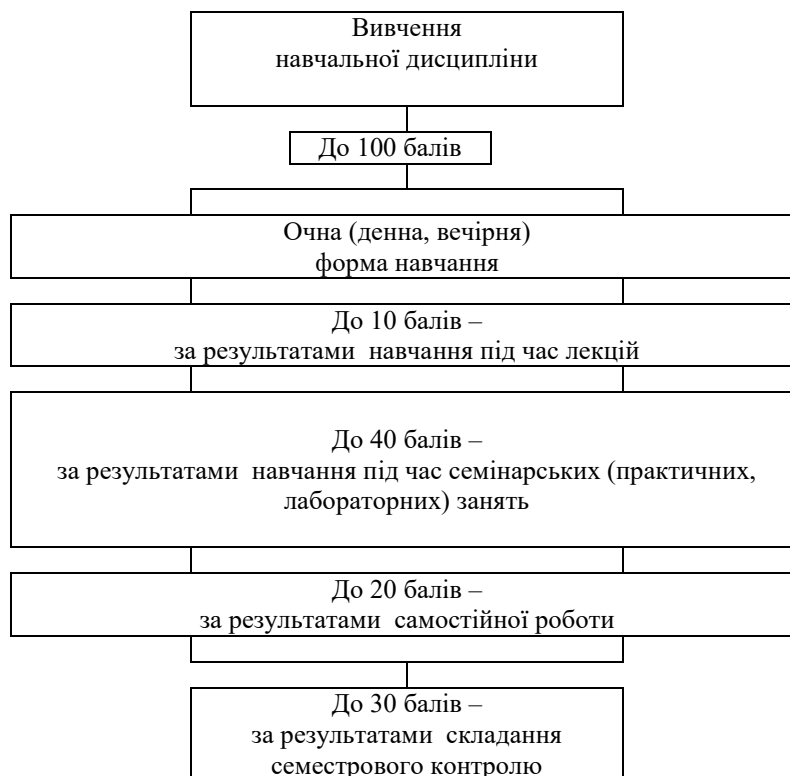 Вивчення
навчальної дисципліни
До 100 балів
Очна (денна, вечірня)
форма навчання
До 10 балів –
за результатами навчання під час лекцій
До 40 балів –
за результатами навчання під час семінарських (практичних,
лабораторних) занять
До 20 балів –
за результатами самостійної роботи
До 30 балів –
за результатами складання
семестрового контролю